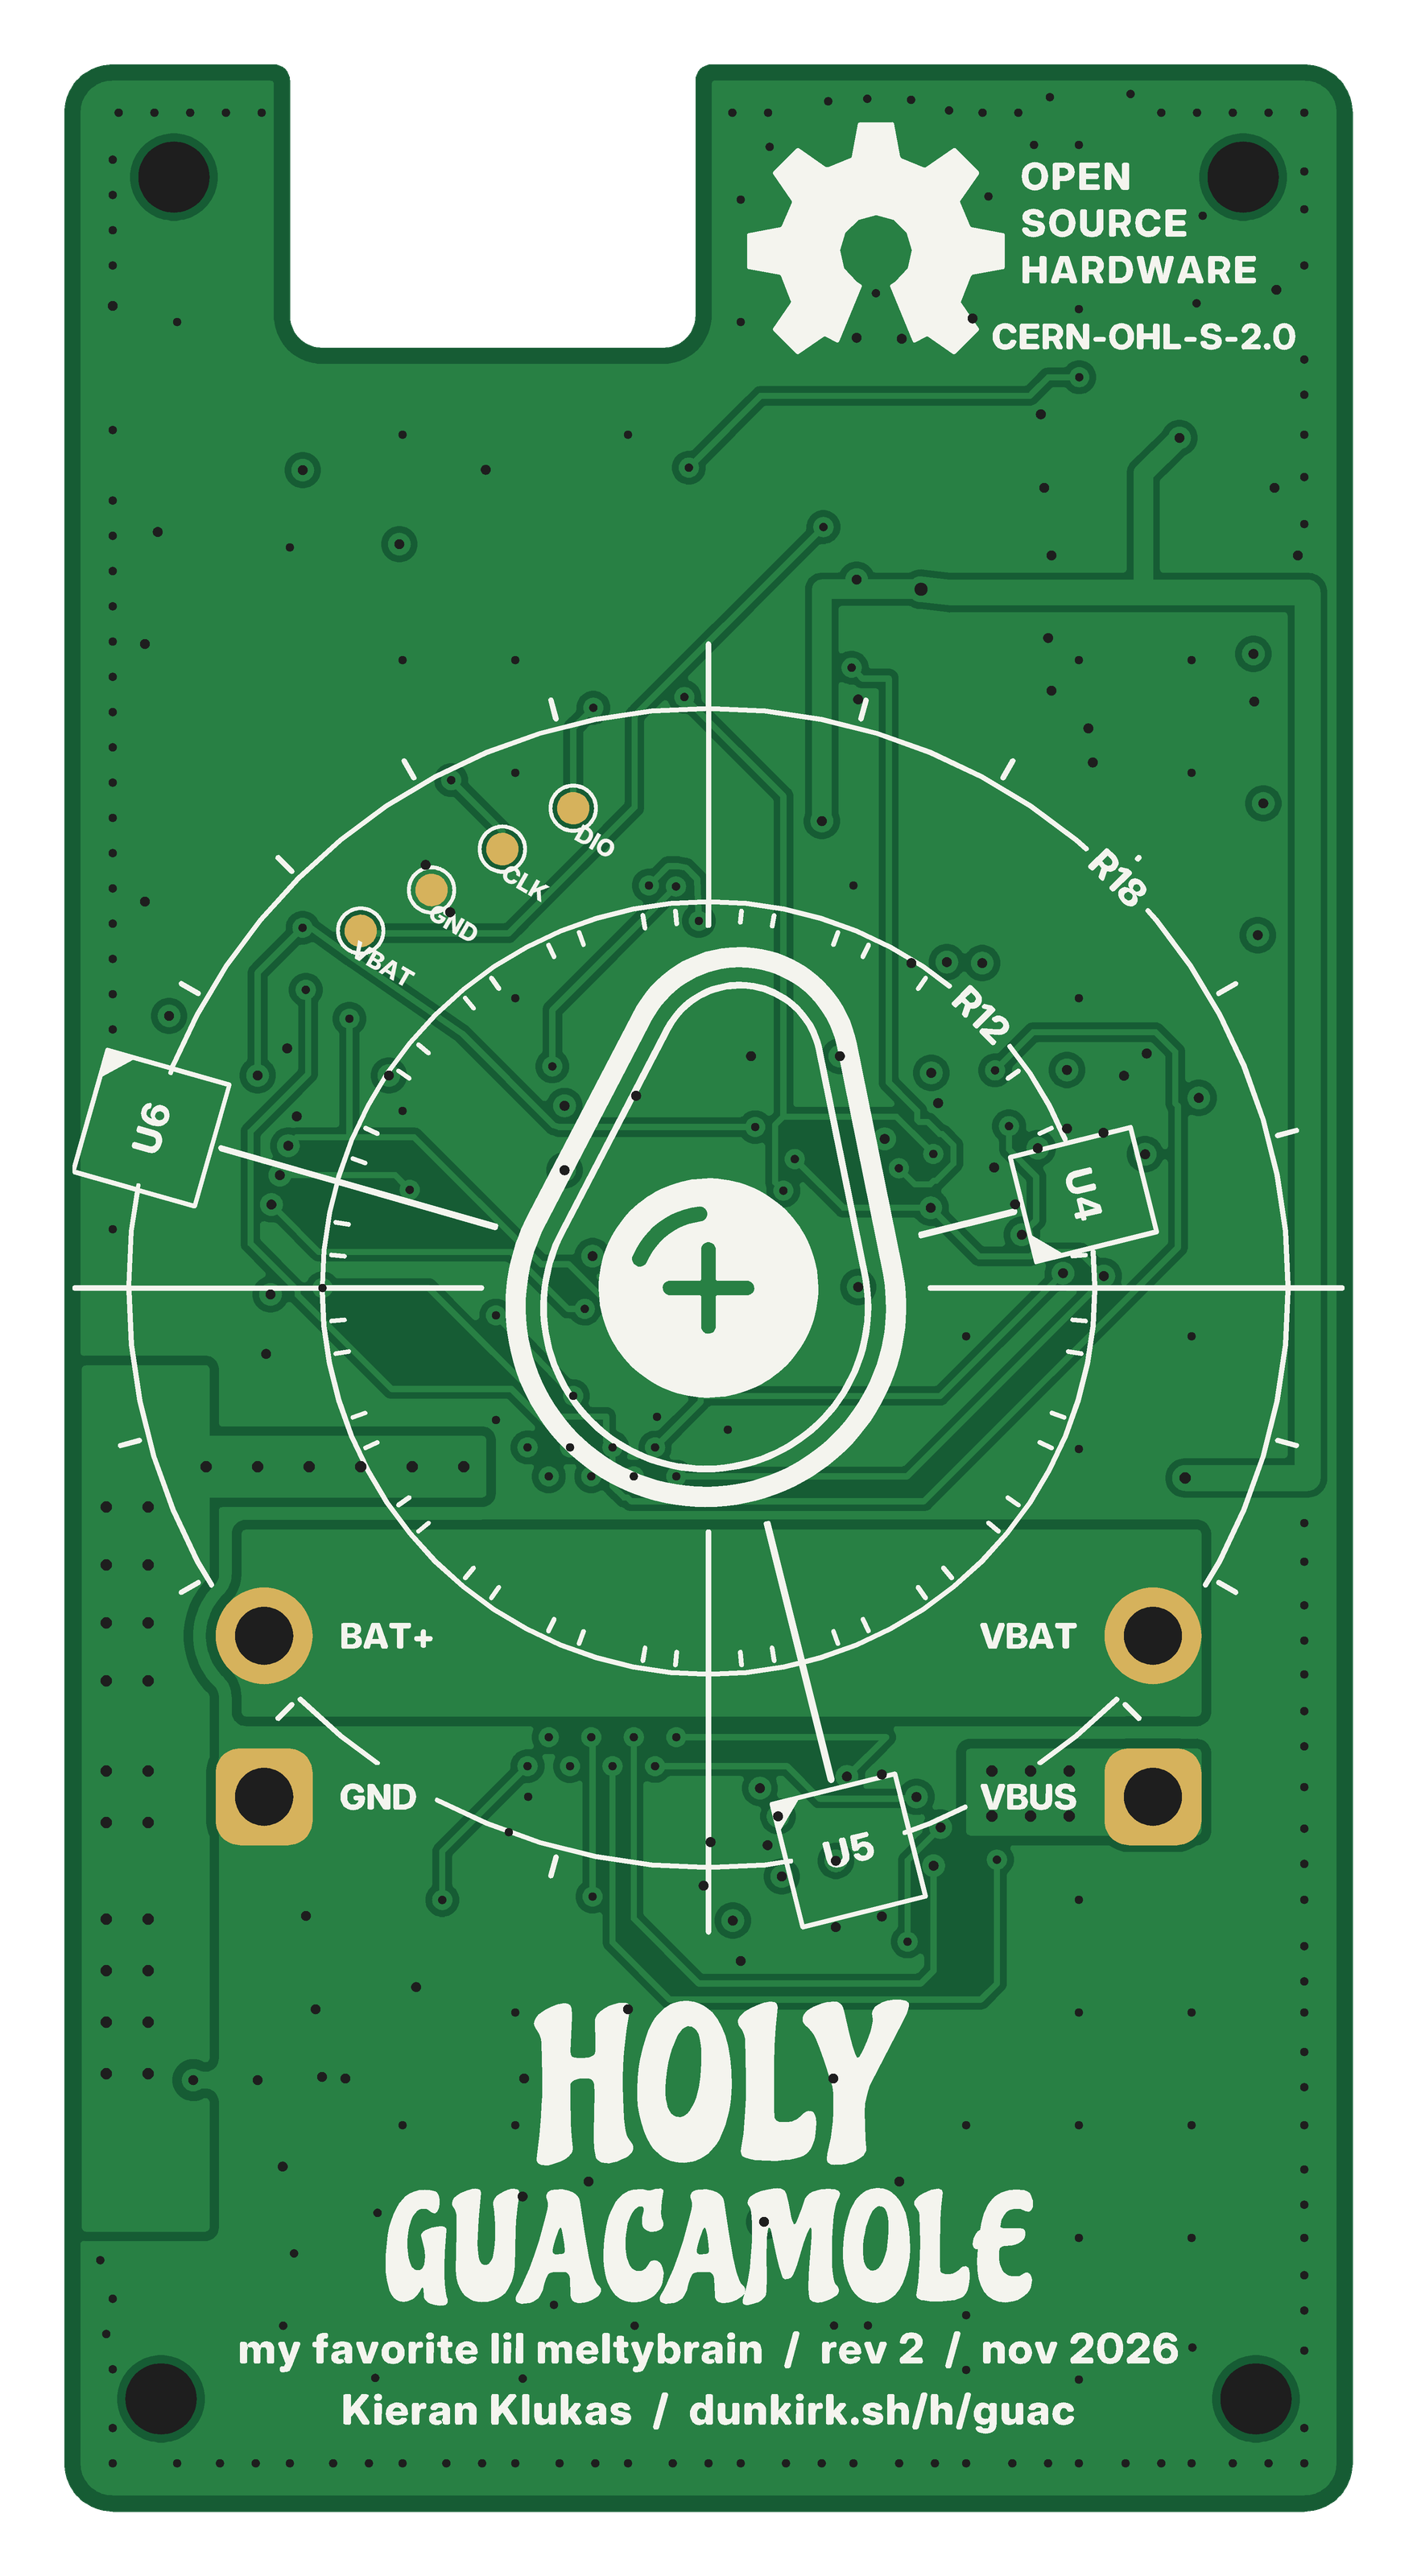 OPEN
SOURCE
HARDWARE
CERN-OHL-S-2.0
DIO
CLK
GND
VBAT
R18
R12
U6
U4
BAT+
VBAT
GND
VBUS
U5
HOLY
GUACAMOLE
my favorite lil meltybrain / rev 2 / nov 2026
Kieran Klukas / dunkirk.sh/h/guac